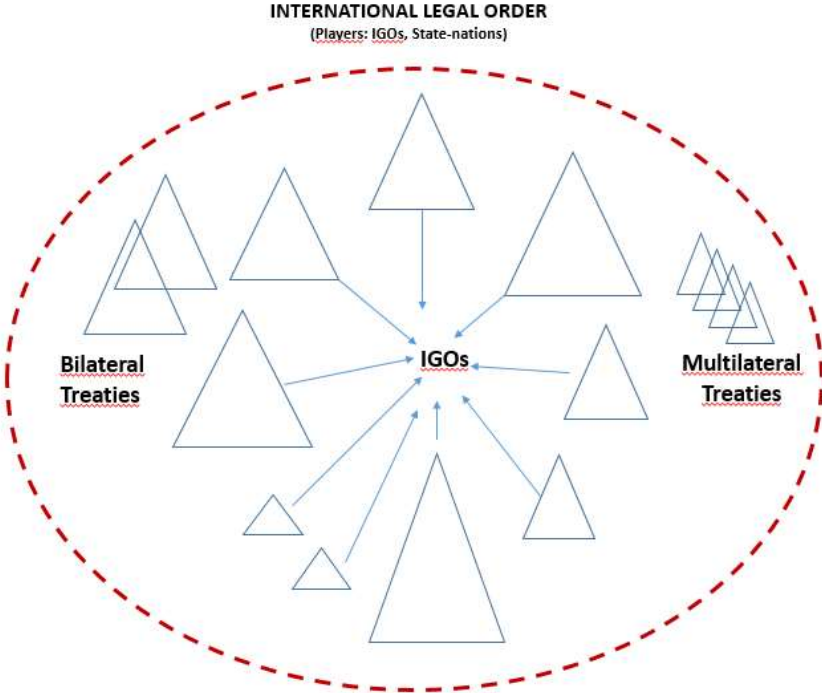 INTERNATIONAL LEGAL ORDER
(Players: IGOs, State-nations)
IGOs
Bilateral
Treaties
Multilateral
Treaties